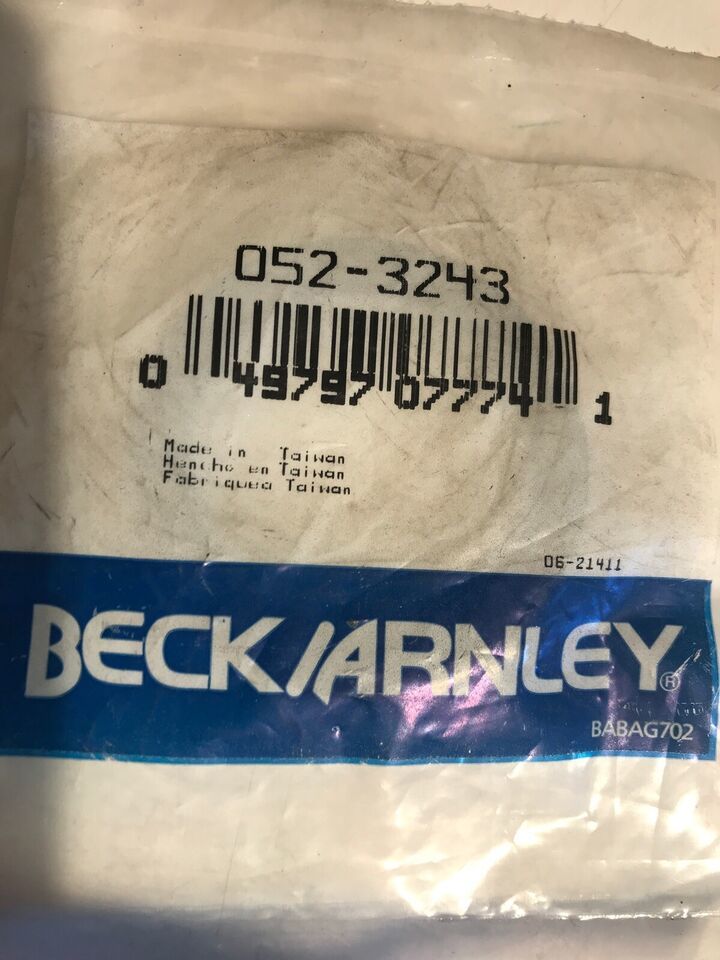 052-3243
0 49797 07774 1
Made in Taiwan
Hencho en Taiwan
Fabriquea Taiwan
06-21411
BECK/ARNLEY®
BABAG702